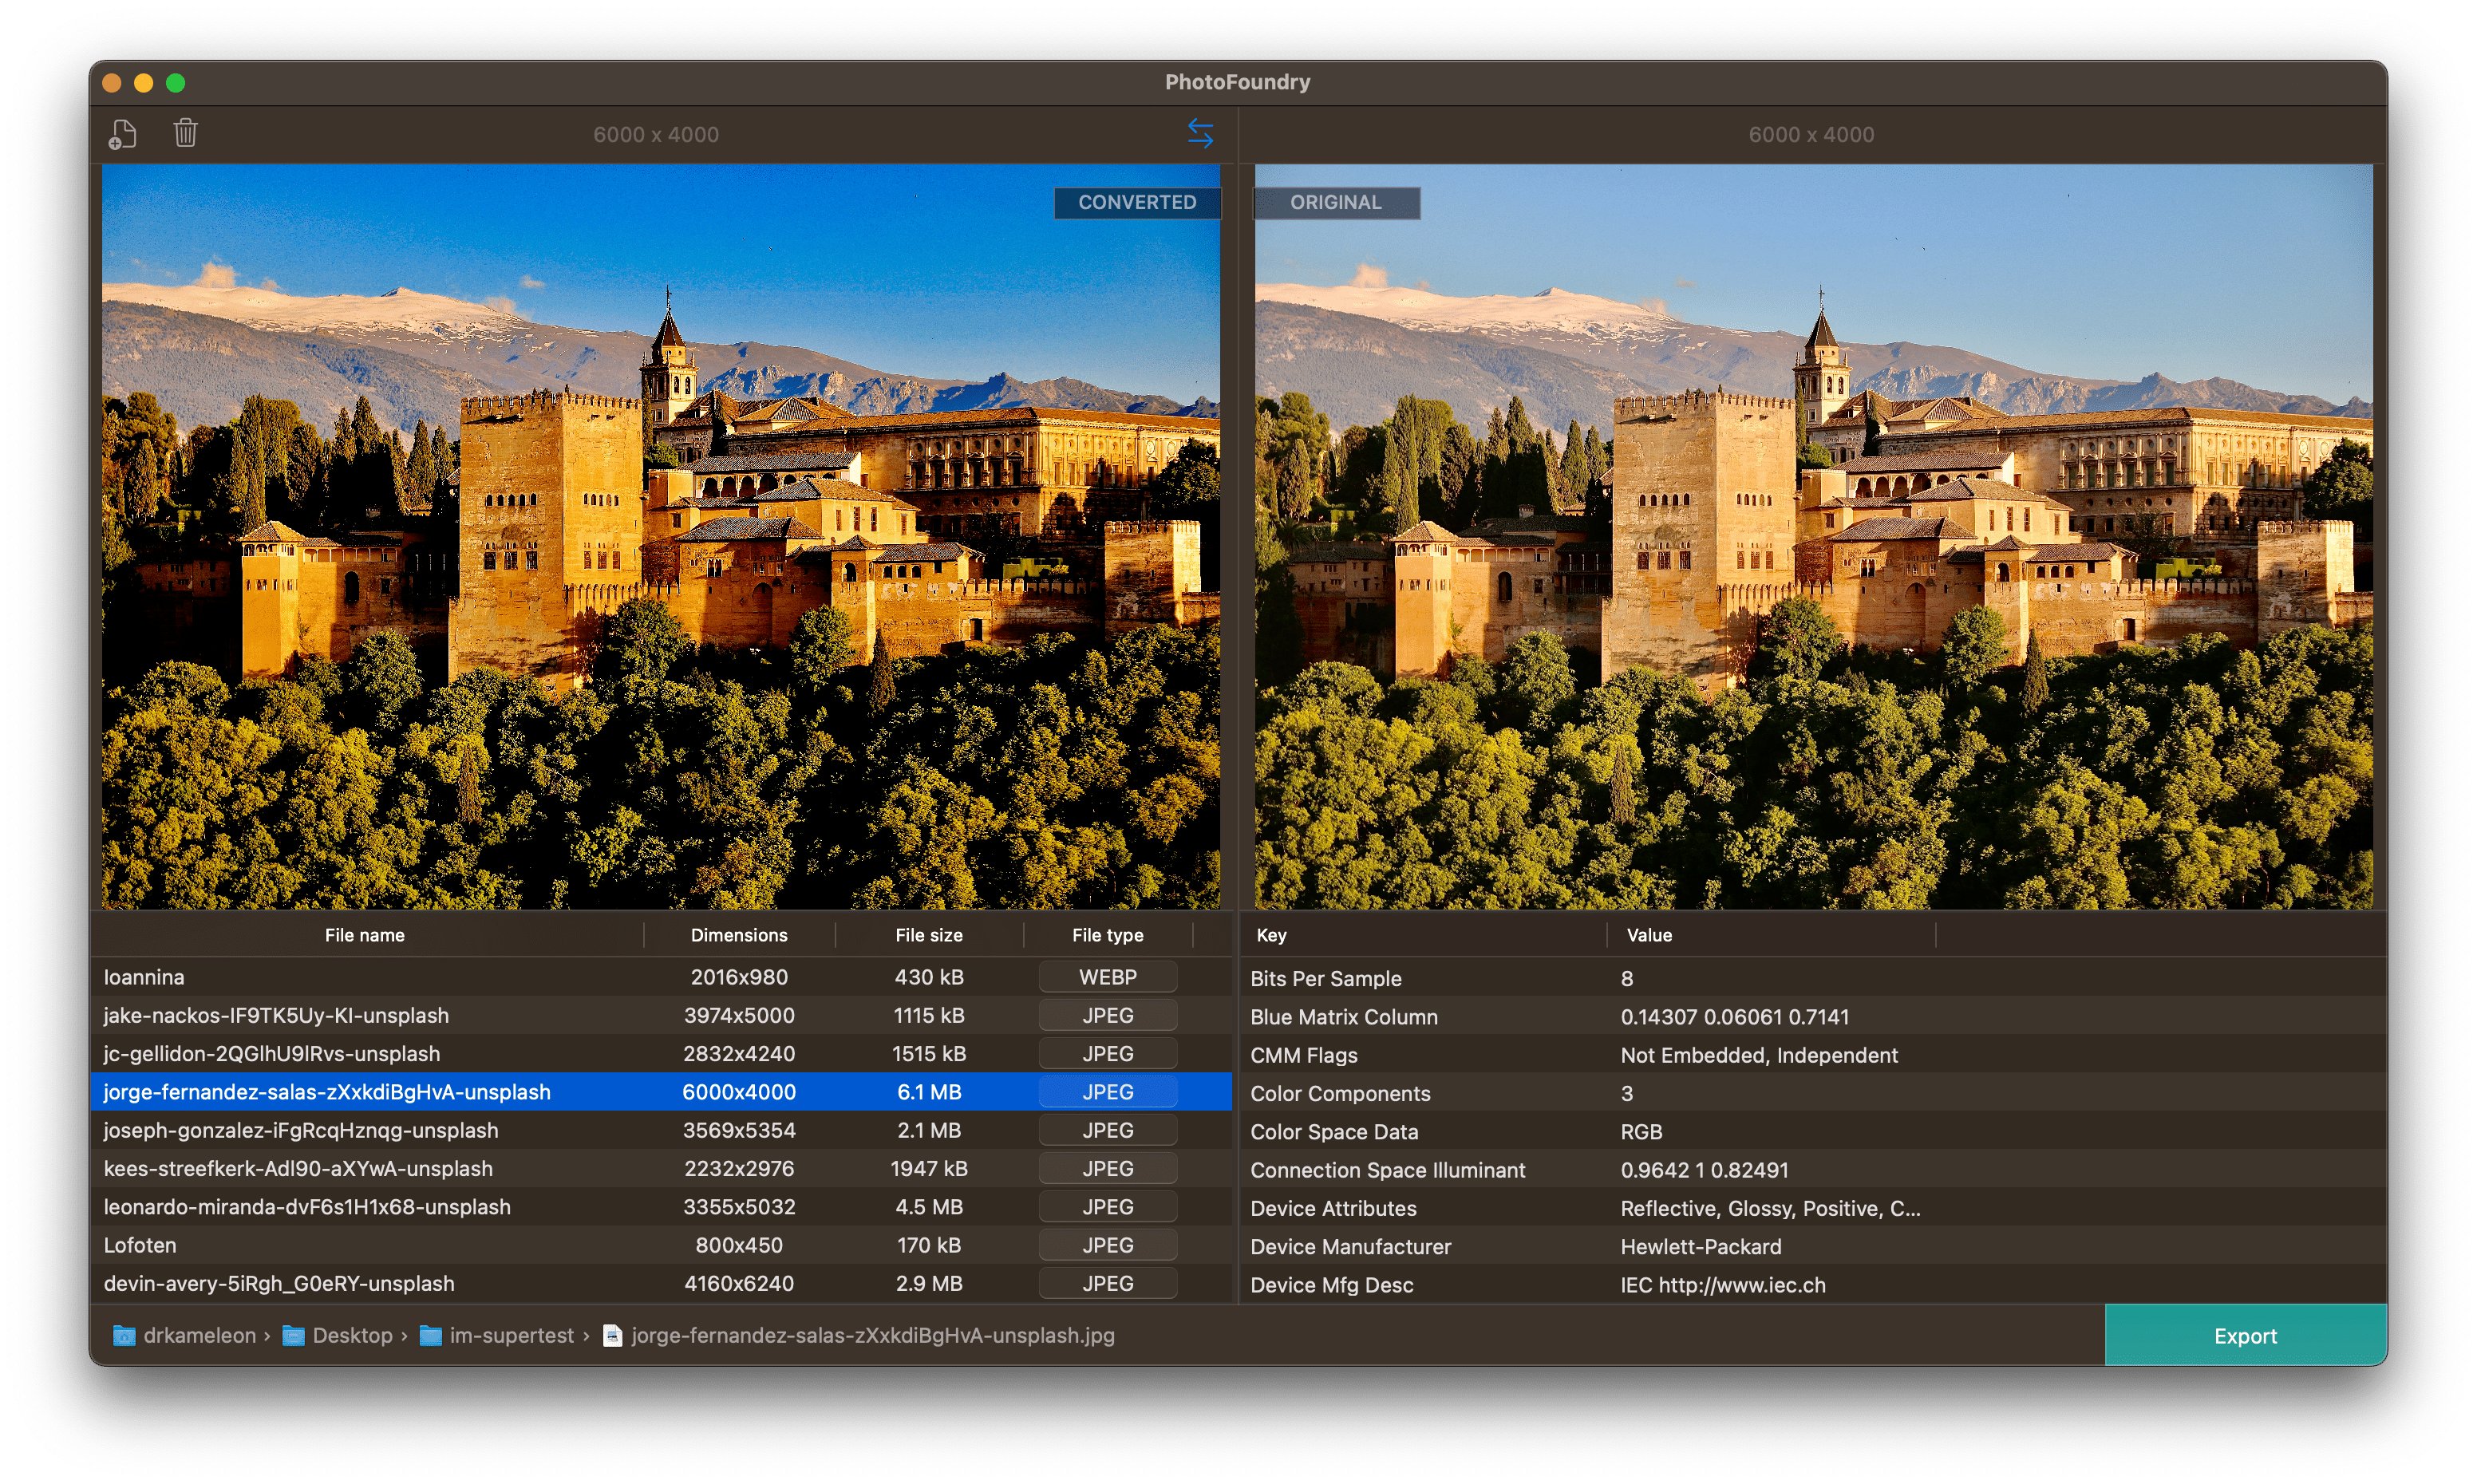 PhotoFoundry
6000 x 4000
6000 x 4000
CONVERTED
ORIGINAL
File name Dimensions File size File type
Ioannina 2016x980 430 kB WEBP
jake-nackos-IF9TK5Uy-KI-unsplash 3974x5000 1115 kB JPEG
jc-gellidon-2QGlhU9lRvs-unsplash 2832x4240 1515 kB JPEG
jorge-fernandez-salas-zXxkdiBgHvA-unsplash 6000x4000 6.1 MB JPEG
joseph-gonzalez-iFgRcqHznqg-unsplash 3569x5354 2.1 MB JPEG
kees-streefkerk-Adl90-aXYwA-unsplash 2232x2976 1947 kB JPEG
leonardo-miranda-dvF6s1H1x68-unsplash 3355x5032 4.5 MB JPEG
Lofoten 800x450 170 kB JPEG
devin-avery-5iRgh_G0eRY-unsplash 4160x6240 2.9 MB JPEG
Key Value
Bits Per Sample 8
Blue Matrix Column 0.14307 0.06061 0.7141
CMM Flags Not Embedded, Independent
Color Components 3
Color Space Data RGB
Connection Space Illuminant 0.9642 1 0.82491
Device Attributes Reflective, Glossy, Positive, C...
Device Manufacturer Hewlett-Packard
Device Mfg Desc IEC http://www.iec.ch
drkameleon › Desktop › im-supertest › jorge-fernandez-salas-zXxkdiBgHvA-unsplash.jpg
Export